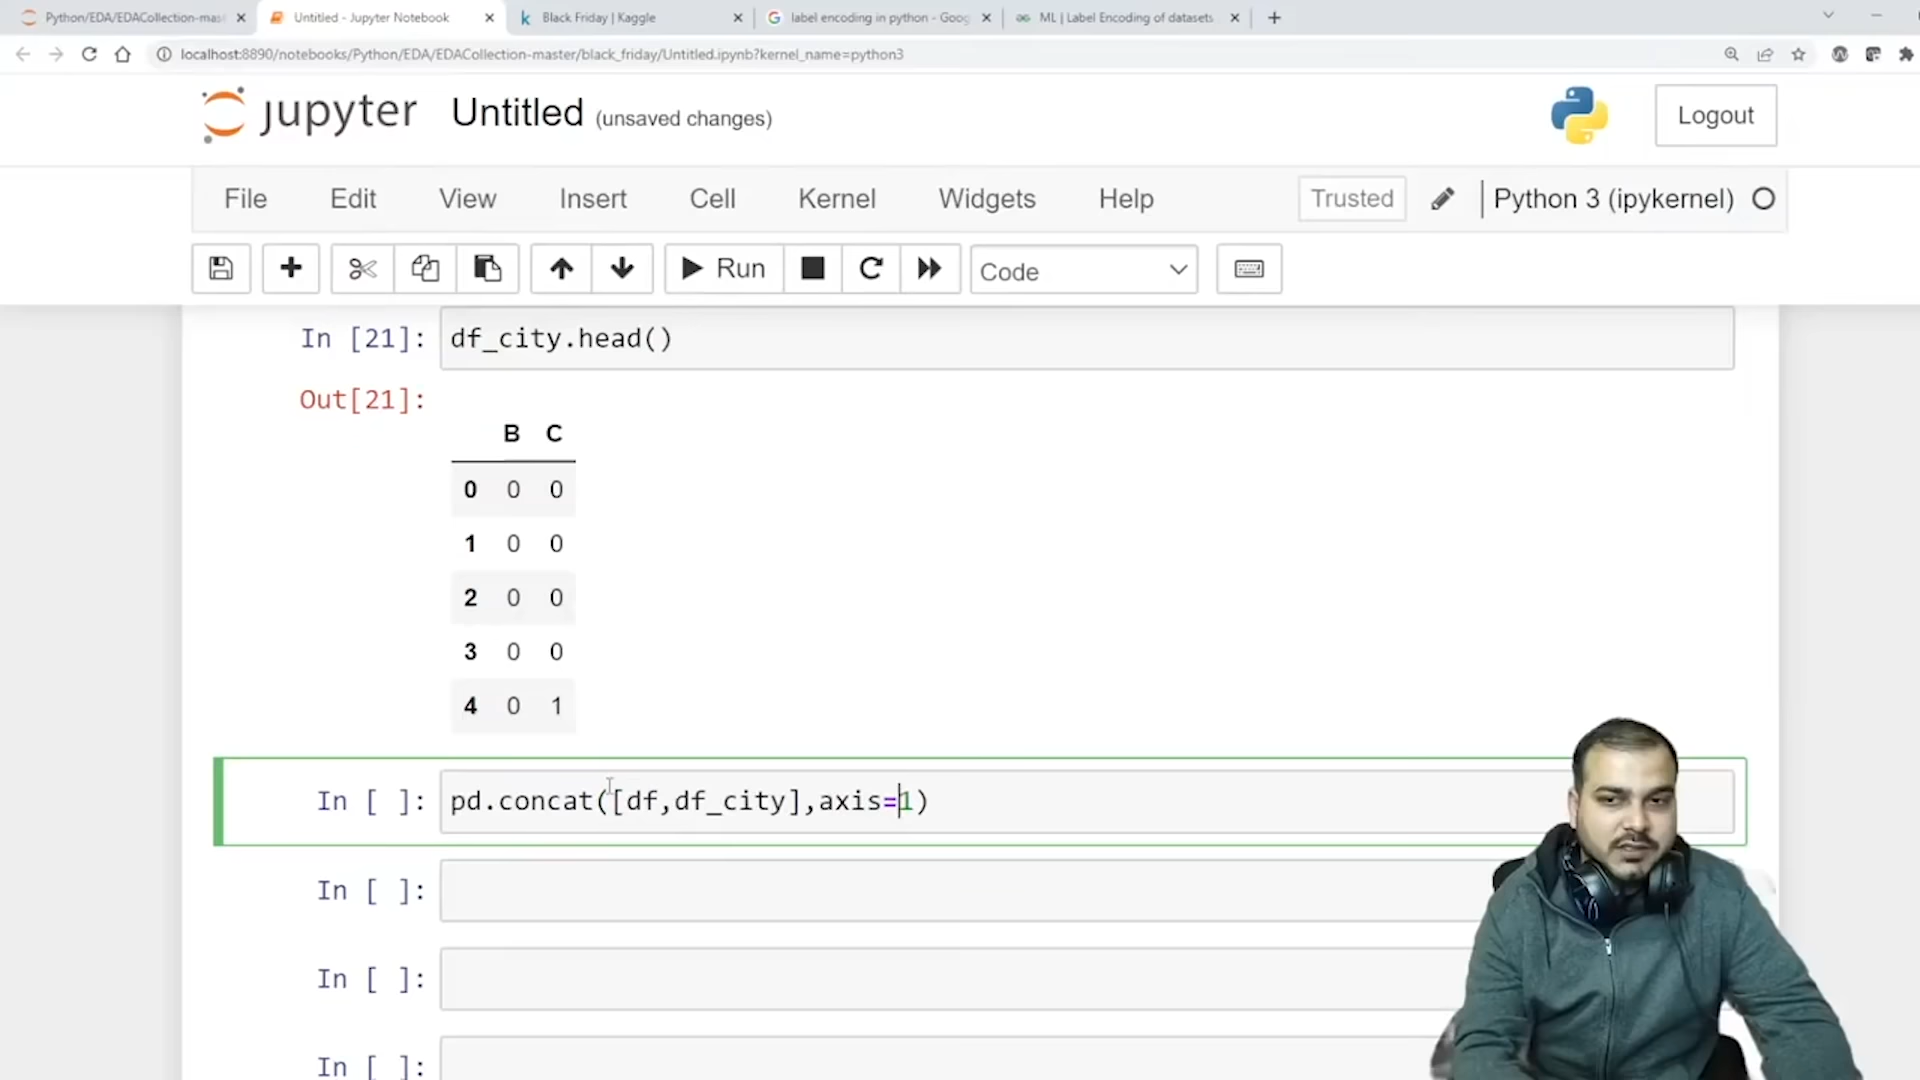 Python/EDA/EDACollection-mast
Untitled - Jupyter Notebook
Black Friday | Kaggle
label encoding in python - Goog
ML | Label Encoding of datasets
localhost:8890/notebooks/Python/EDA/EDACollection-master/black_friday/Untitled.ipynb?kernel_name=python3
jupyter Untitled (unsaved changes)
Logout
File Edit View Insert Cell Kernel Widgets Help Trusted Python 3 (ipykernel)
Run Code
In [21]: df_city.head()
Out[21]:
B C
0 0 0
1 0 0
2 0 0
3 0 0
4 0 1
In [ ]: pd.concat([df,df_city],axis=1)
In [ ]:
In [ ]:
In [ ]: